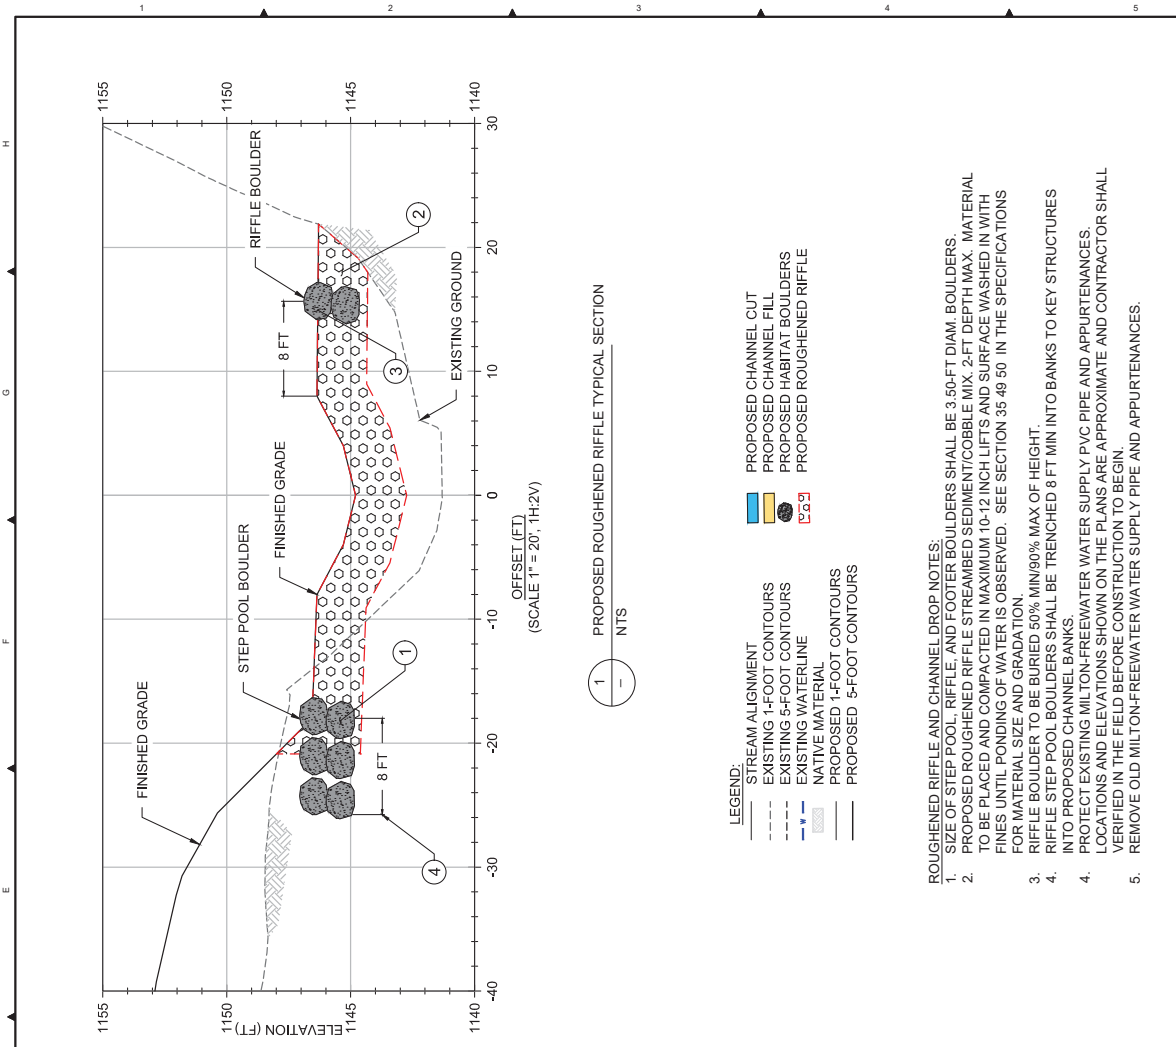 1
2
3
4
5
H
G
F
E
1155
1150
1145
1140
1155
1150
1145
1140
ELEVATION (FT)
-40
-30
-20
-10
0
10
20
30
OFFSET (FT)
(SCALE 1" = 20', 1H:2V)
FINISHED GRADE
STEP POOL BOULDER
FINISHED GRADE
RIFFLE BOULDER
8 FT
8 FT
EXISTING GROUND
1
2
3
4
1
–
PROPOSED ROUGHENED RIFFLE TYPICAL SECTION
NTS
LEGEND:
STREAM ALIGNMENT
EXISTING 1-FOOT CONTOURS
EXISTING 5-FOOT CONTOURS
W EXISTING WATERLINE
NATIVE MATERIAL
PROPOSED 1-FOOT CONTOURS
PROPOSED 5-FOOT CONTOURS
PROPOSED CHANNEL CUT
PROPOSED CHANNEL FILL
PROPOSED HABITAT BOULDERS
PROPOSED ROUGHENED RIFFLE
ROUGHENED RIFFLE AND CHANNEL DROP NOTES:
1. SIZE OF STEP POOL, RIFFLE, AND FOOTER BOULDERS SHALL BE 3.50-FT DIAM. BOULDERS.
2. PROPOSED ROUGHENED RIFFLE STREAMBED SEDIMENT/COBBLE MIX. 2-FT DEPTH MAX. MATERIAL
TO BE PLACED AND COMPACTED IN MAXIMUM 10-12 INCH LIFTS AND SURFACE WASHED IN WITH
FINES UNTIL PONDING OF WATER IS OBSERVED. SEE SECTION 35 49 50 IN THE SPECIFICATIONS
FOR MATERIAL SIZE AND GRADATION.
3. RIFFLE BOULDER TO BE BURIED 50% MIN/90% MAX OF HEIGHT.
4. RIFFLE STEP POOL BOULDERS SHALL BE TRENCHED 8 FT MIN INTO BANKS TO KEY STRUCTURES
INTO PROPOSED CHANNEL BANKS.
4. PROTECT EXISTING MILTON-FREEWATER WATER SUPPLY PVC PIPE AND APPURTENANCES.
LOCATIONS AND ELEVATIONS SHOWN ON THE PLANS ARE APPROXIMATE AND CONTRACTOR SHALL
VERIFIED IN THE FIELD BEFORE CONSTRUCTION TO BEGIN.
5. REMOVE OLD MILTON-FREEWATER WATER SUPPLY PIPE AND APPURTENANCES.